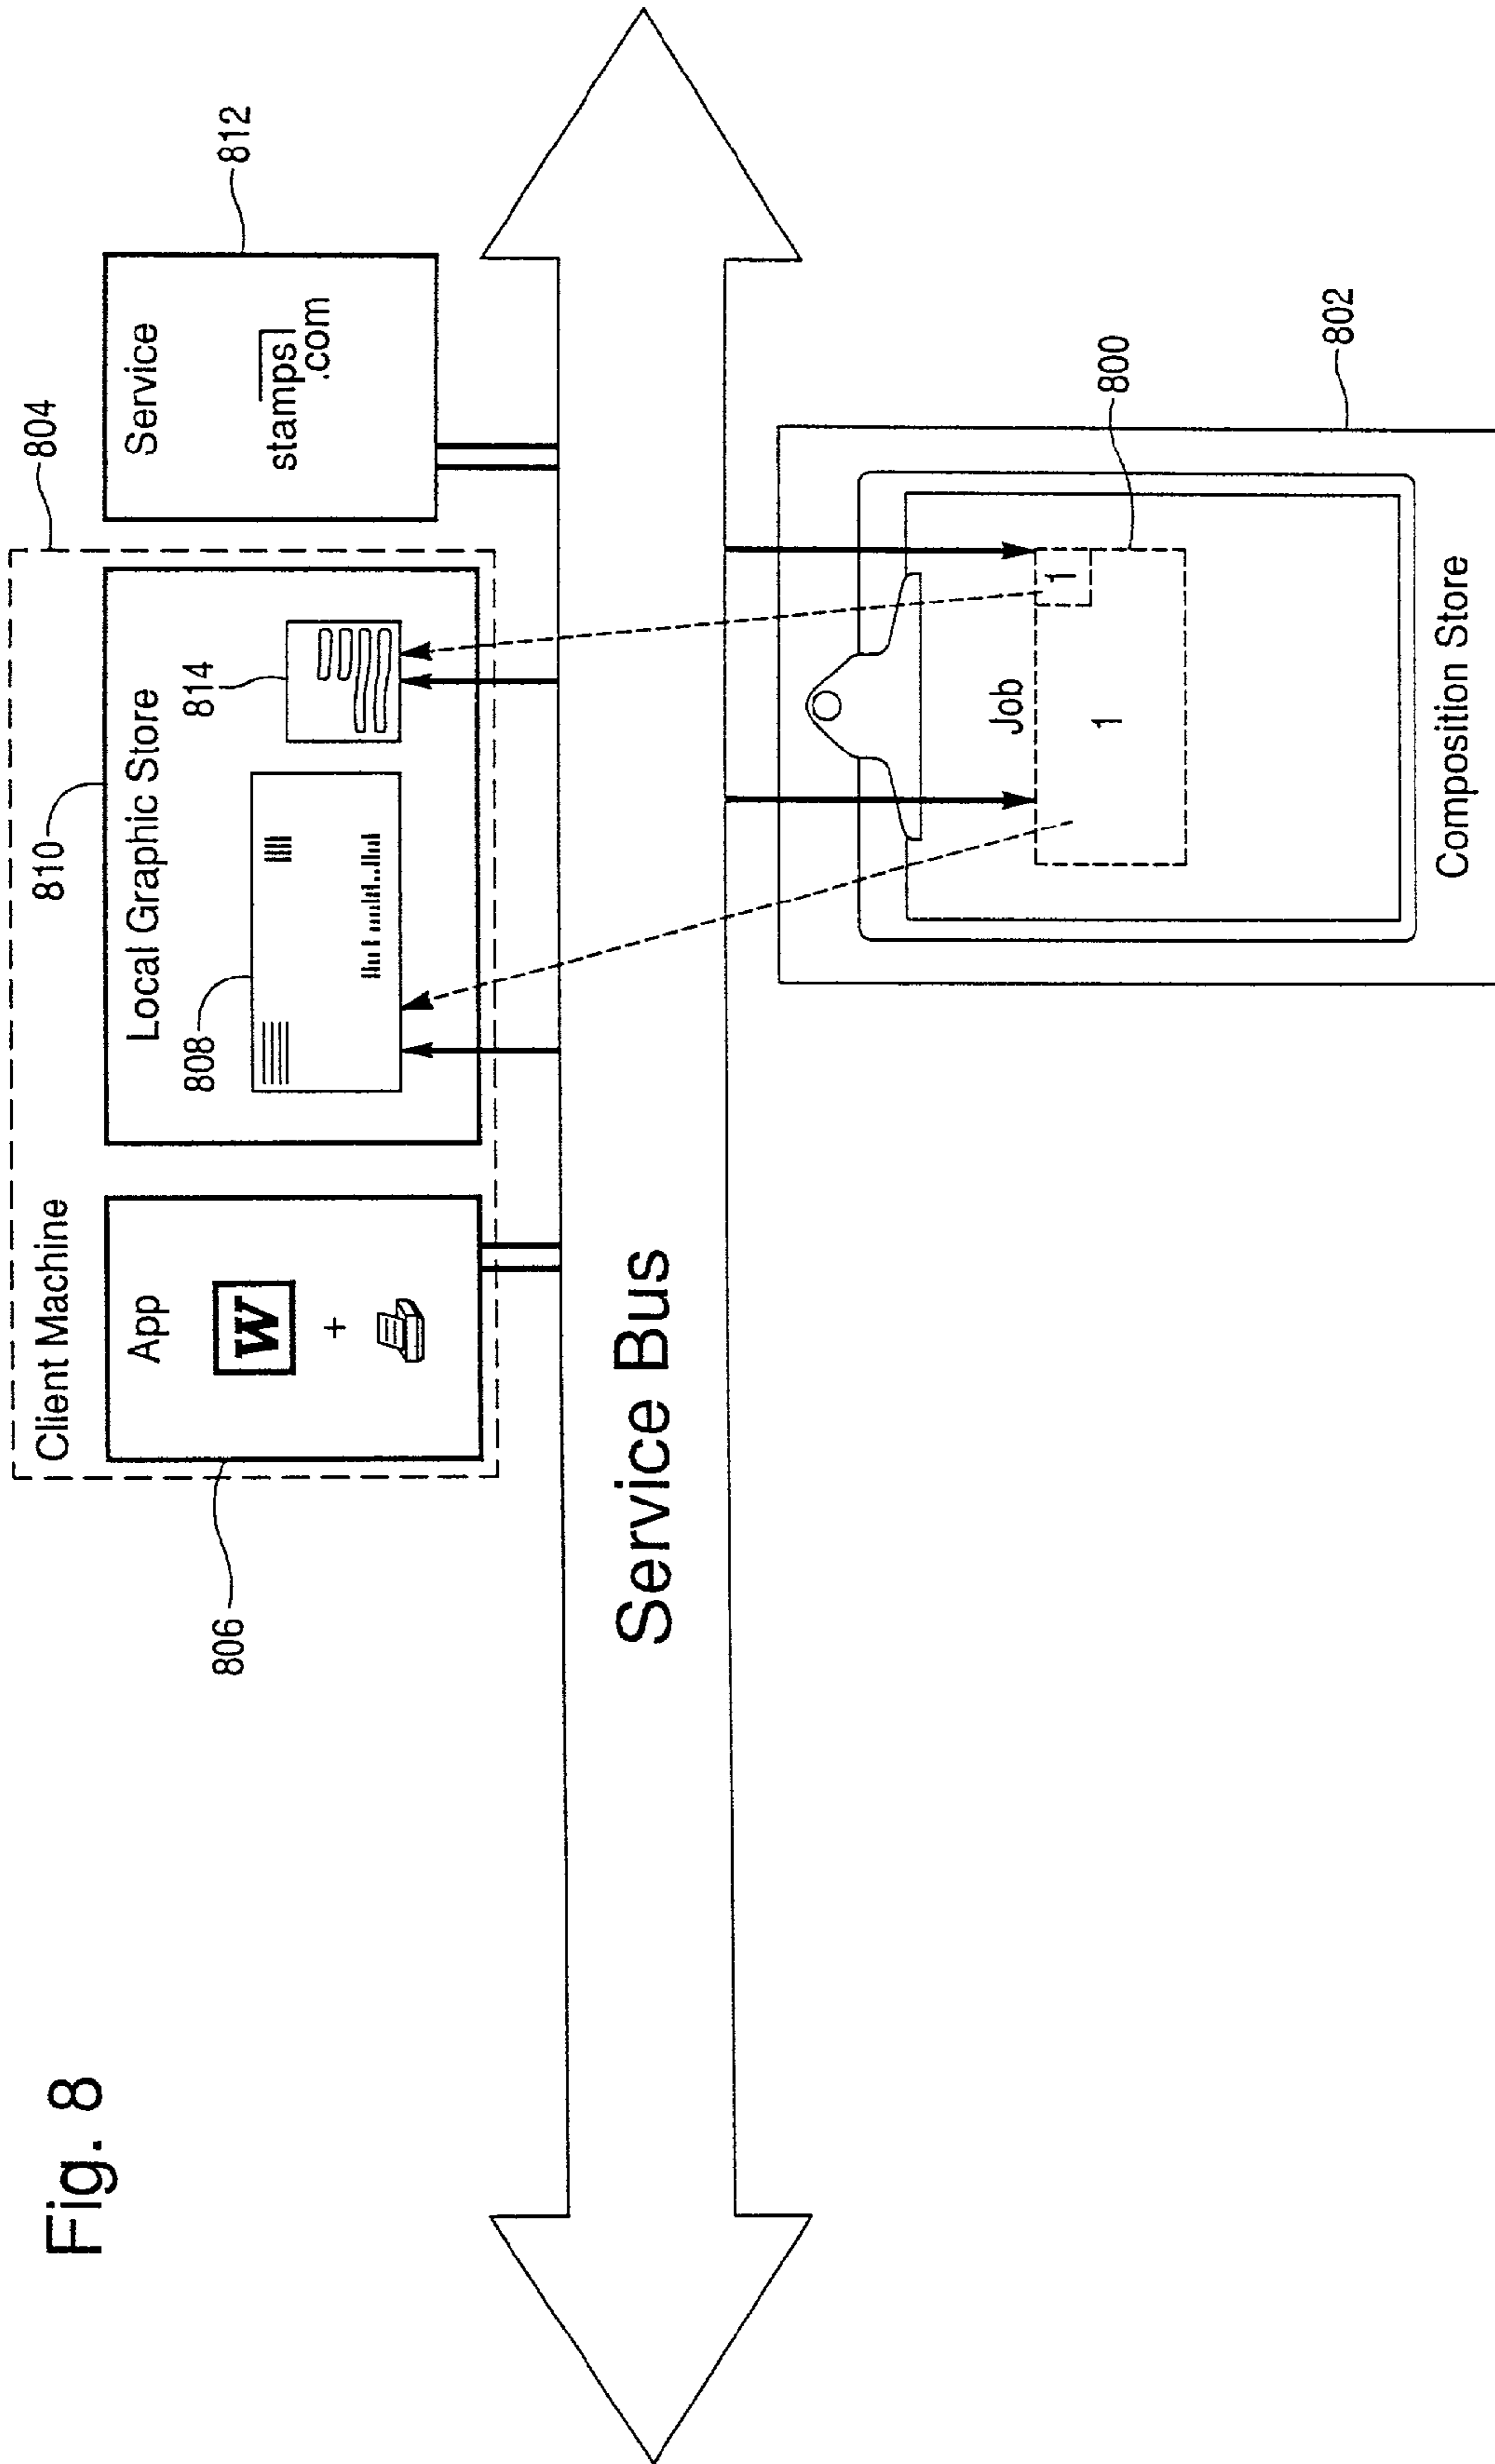 Fig. 8
804
Client Machine
806
App
W
+
810
Local Graphic Store
808
814
812
Service
stamps
.com
Service Bus
Job
1
1
800
802
Composition Store